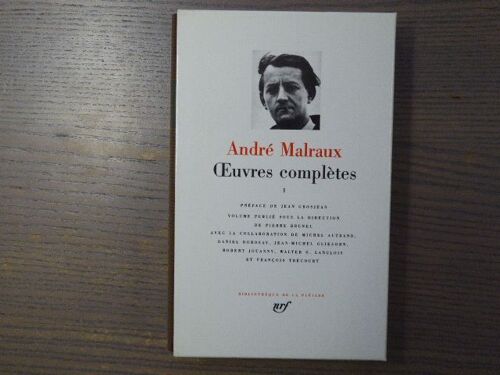 André Malraux
Œuvres complètes
I
PRÉFACE DE JEAN GROSJEAN
VOLUME PUBLIÉ SOUS LA DIRECTION
DE PIERRE BRUNEL
AVEC LA COLLABORATION DE MICHEL AUTRAND,
DANIEL DUROSAY, JEAN-MICHEL GLIKSOHN,
ROBERT JOUANNY, WALTER G. LANGLOIS
ET FRANÇOIS TRÉCOURT
BIBLIOTHÈQUE DE LA PLÉIADE
nrf